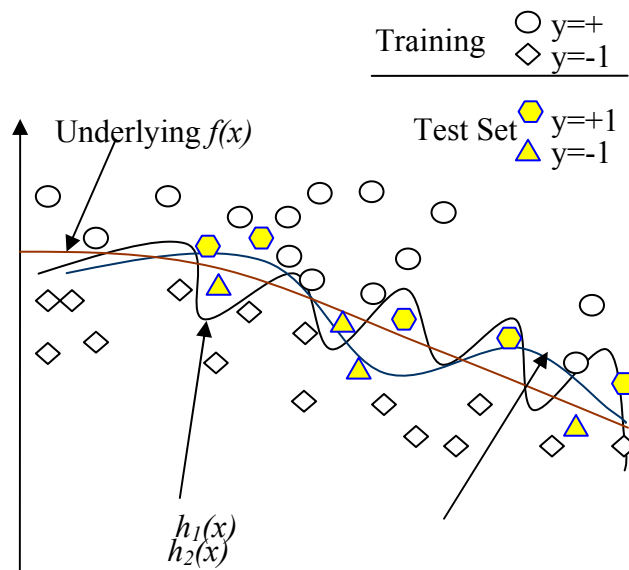 Training
y=+
y=-1
Underlying f(x)
Test Set
y=+1
y=-1
h1(x)
h2(x)